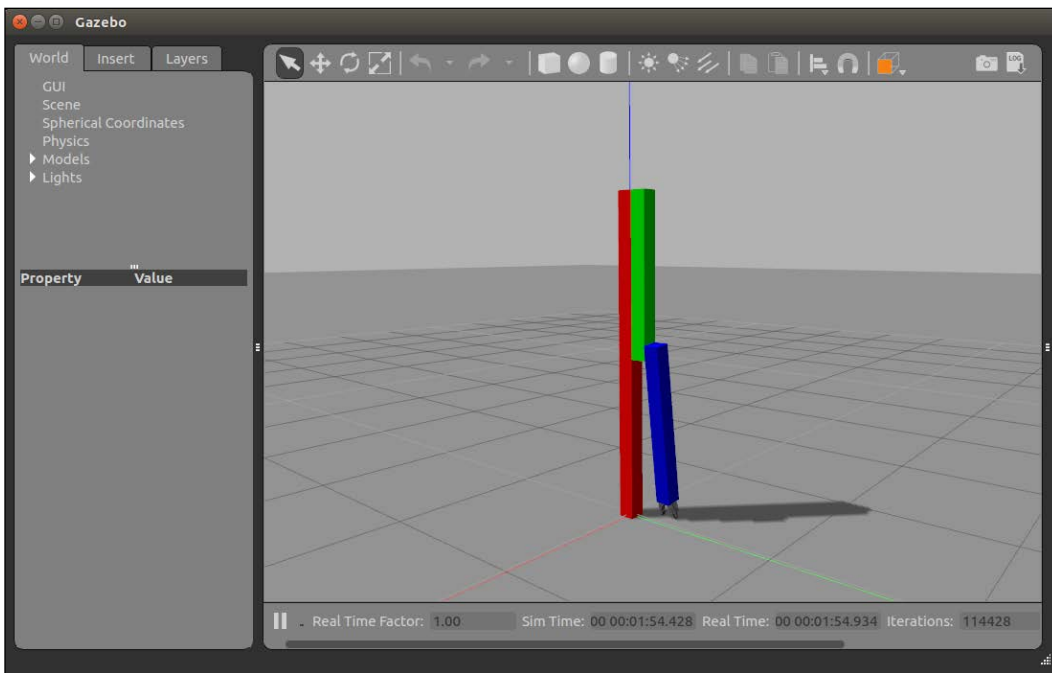 Gazebo
World Insert Layers
GUI
Scene
Spherical Coordinates
Physics
Models
Lights
Property Value
LOG
Real Time Factor: 1.00 Sim Time: 00 00:01:54.428 Real Time: 00 00:01:54.934 Iterations: 114428